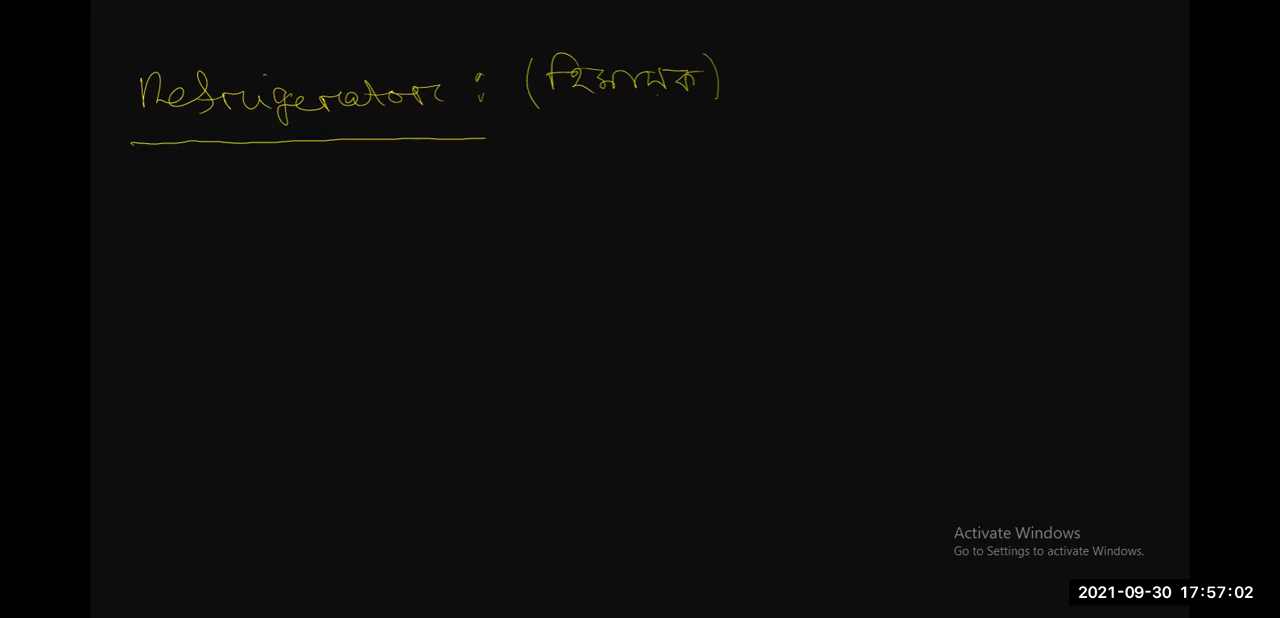 Refrigerator : (হিমায়ক)
Activate Windows
Go to Settings to activate Windows.
2021-09-30 17:57:02